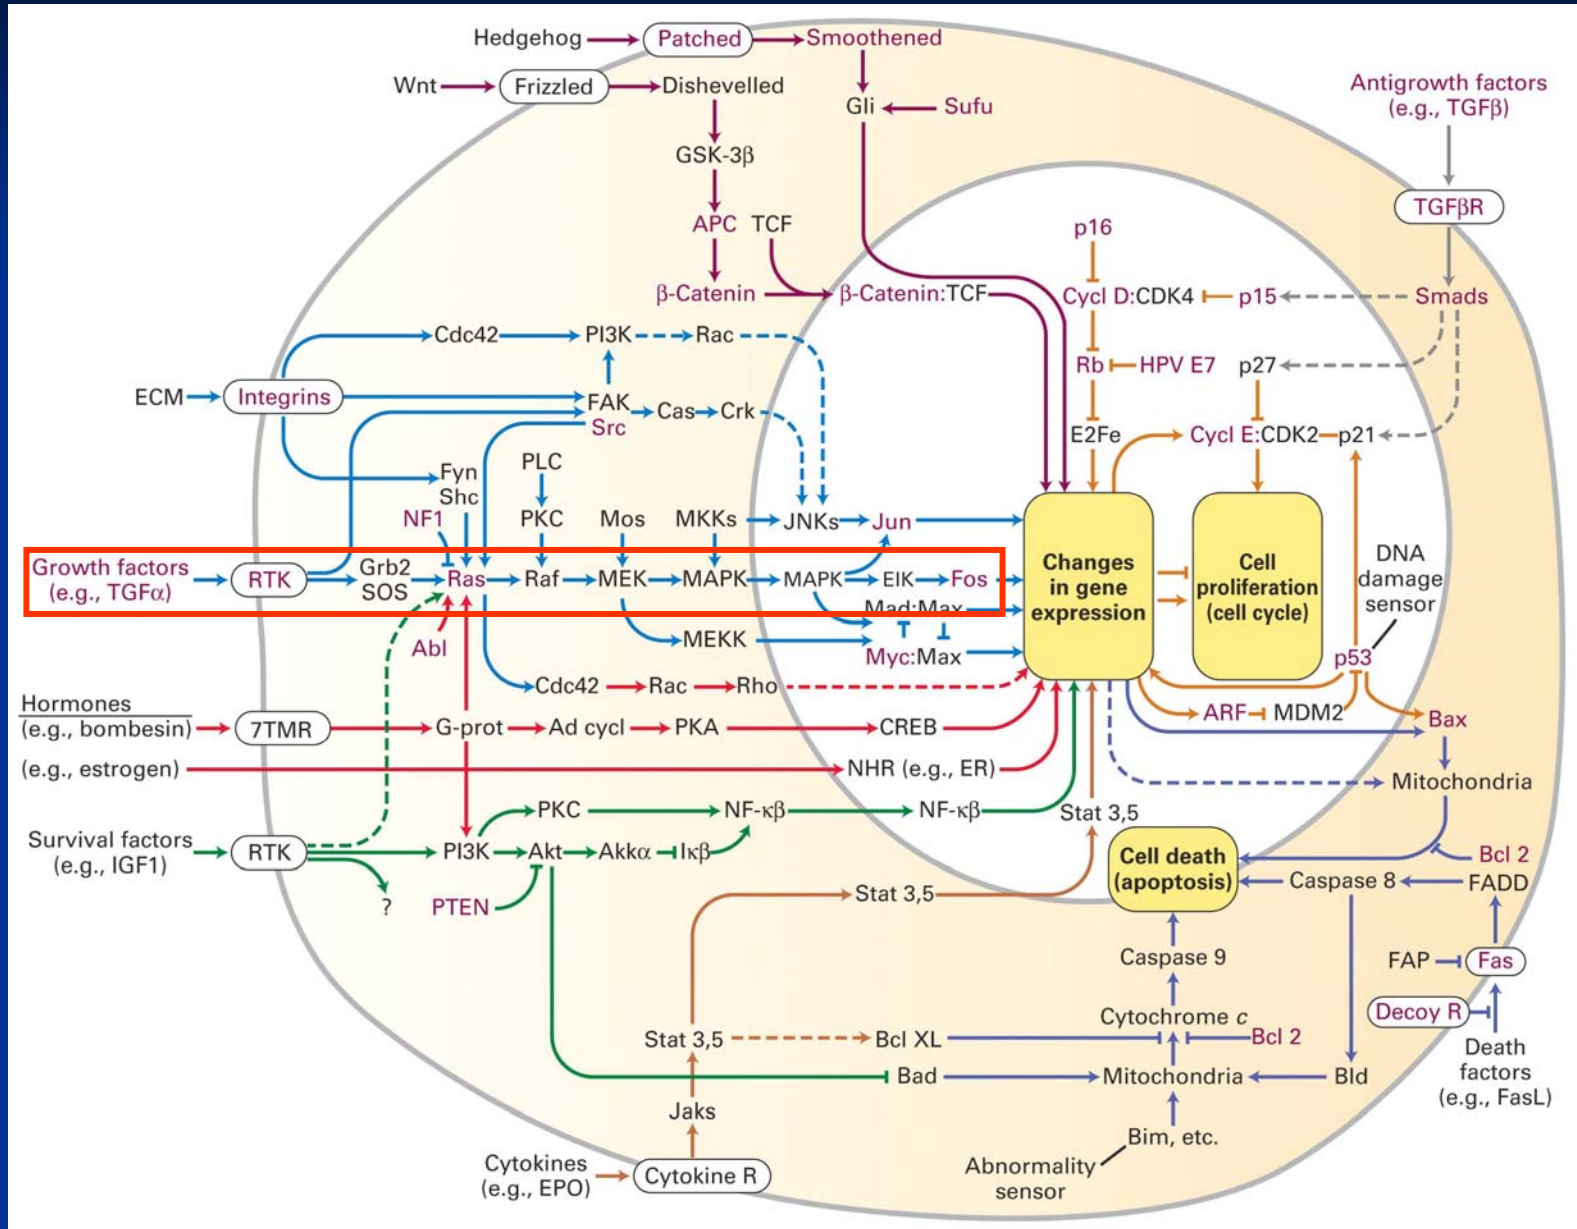 Hedgehog
Patched
Smoothened
Wnt
Frizzled
Dishevelled
Gli
Sufu
Antigrowth factors
(e.g., TGFβ)
GSK-3β
TGFβR
APC
TCF
p16
β-Catenin
β-Catenin:TCF
Cycl D:CDK4
p15
Smads
Cdc42
PI3K
Rac
Rb
HPV E7
p27
ECM
Integrins
FAK
Src
Cas
Crk
E2Fe
Cycl E:CDK2
p21
Fyn
Shc
PLC
NF1
PKC
Mos
MKKs
JNKs
Jun
Growth factors
(e.g., TGFα)
RTK
Grb2
SOS
Ras
Raf
MEK
MAPK
MAPK
EIK
Fos
Changes
in gene
expression
Cell
proliferation
(cell cycle)
DNA
damage
sensor
Mad:Max
Abl
MEKK
Myc:Max
p53
Cdc42
Rac
Rho
Hormones
(e.g., bombesin)
7TMR
G-prot
Ad cycl
PKA
CREB
ARF
MDM2
Bax
(e.g., estrogen)
NHR (e.g., ER)
Mitochondria
PKC
NF-κβ
NF-κβ
Stat 3,5
Survival factors
(e.g., IGF1)
RTK
PI3K
Akt
Akkα
Iκβ
Cell death
(apoptosis)
Bcl 2
?
PTEN
Stat 3,5
Caspase 8
FADD
Caspase 9
FAP
Fas
Cytochrome c
Decoy R
Stat 3,5
Bcl XL
Bcl 2
Death
factors
(e.g., FasL)
Bad
Mitochondria
Bld
Jaks
Bim, etc.
Cytokines
(e.g., EPO)
Cytokine R
Abnormality
sensor